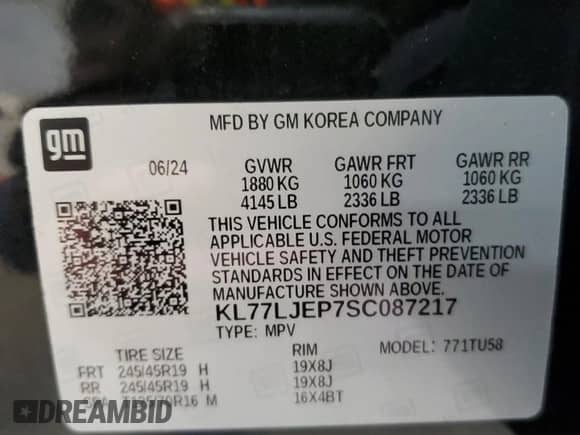 gm
MFD BY GM KOREA COMPANY
06/24 GVWR GAWR FRT GAWR RR
1880 KG 1060 KG 1060 KG
4145 LB 2336 LB 2336 LB
THIS VEHICLE CONFORMS TO ALL
APPLICABLE U.S. FEDERAL MOTOR
VEHICLE SAFETY AND THEFT PREVENTION
STANDARDS IN EFFECT ON THE DATE OF
MANUFACTURE SHOWN ABOVE.
KL77LJEP7SC087217
TYPE: MPV MODEL: 771TU58
TIRE SIZE RIM
FRT 245/45R19 H 19X8J
RR 245/45R19 H 19X8J
T125/70R16 M 16X4BT
DREAMBID